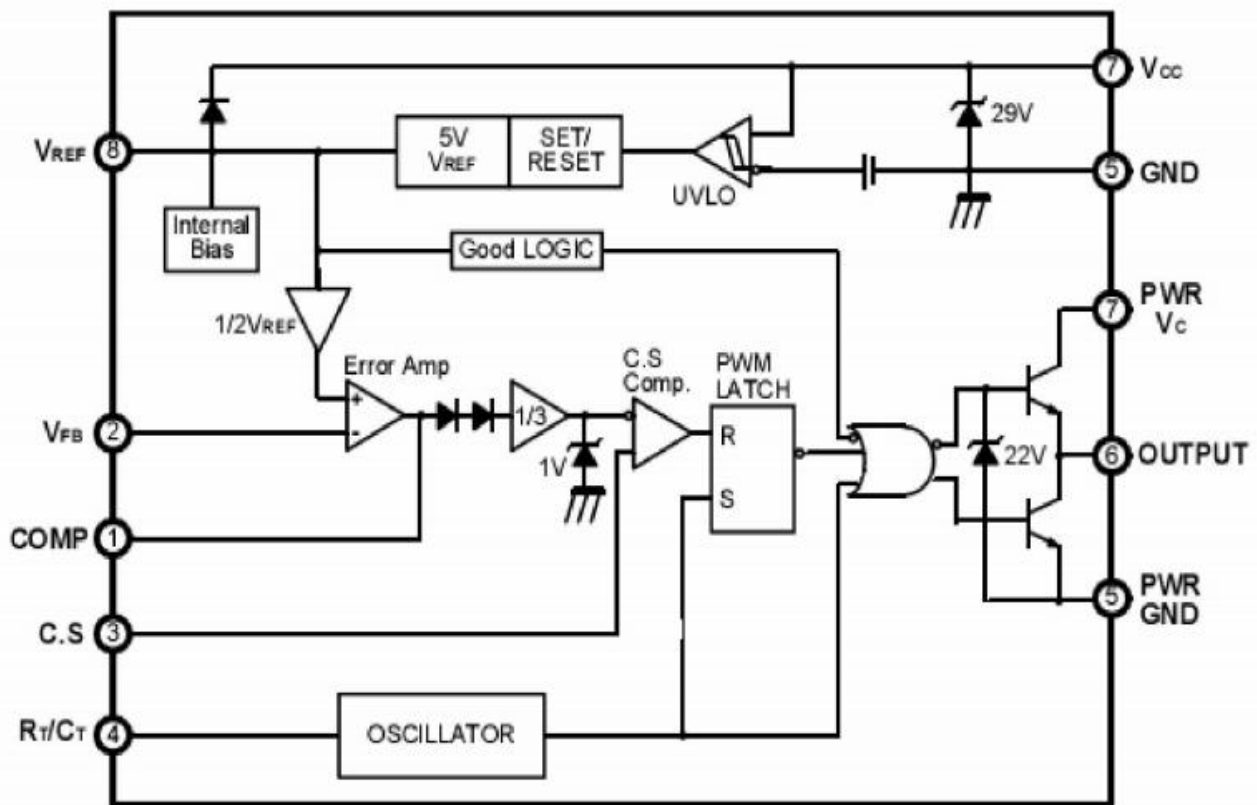 7
Vcc
29V
5V
VREF
SET/
RESET
8
VREF
UVLO
5
GND
Internal
Bias
Good LOGIC
1/2VREF
7
PWR
Vc
Error Amp
C.S
Comp.
PWM
LATCH
+
-
1/3
R
2
VFB
1V
22V
6
OUTPUT
S
COMP
1
5
PWR
GND
C.S
3
RT/CT
4
OSCILLATOR